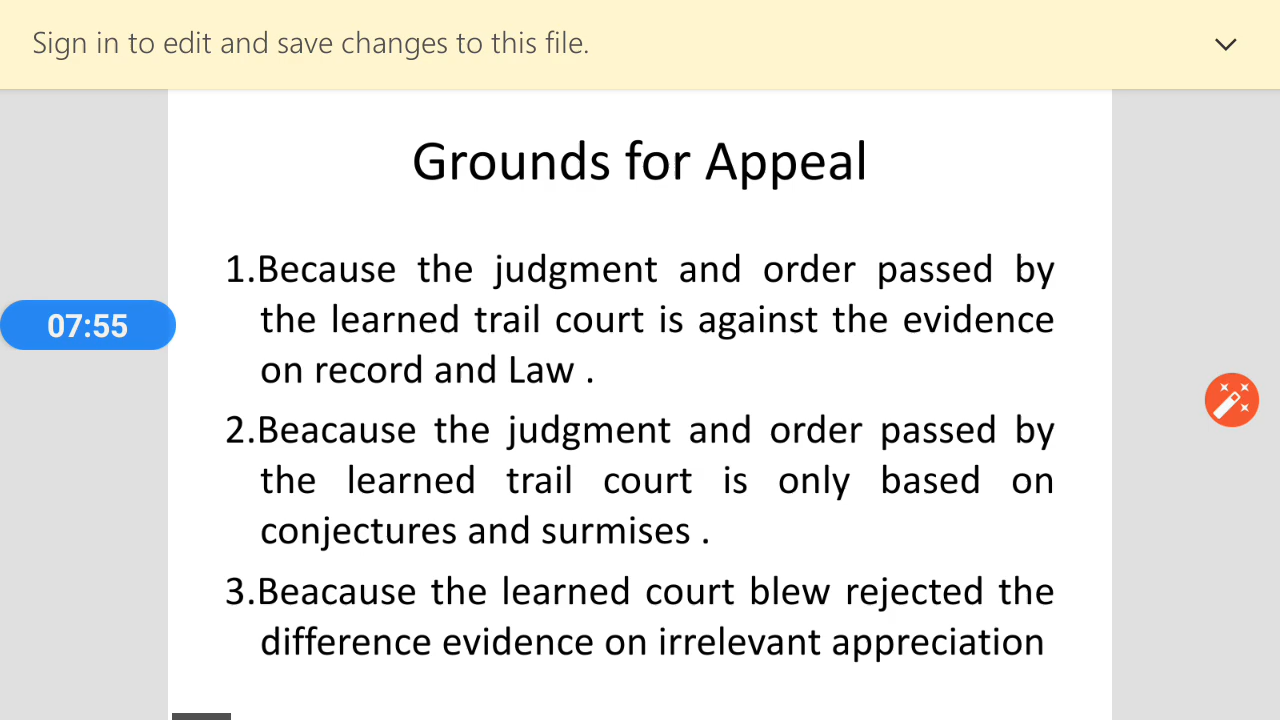 Sign in to edit and save changes to this file.
Grounds for Appeal
1.Because the judgment and order passed by
the learned trail court is against the evidence
on record and Law .
07:55
2.Beacause the judgment and order passed by
the learned trail court is only based on
conjectures and surmises .
3.Beacause the learned court blew rejected the
difference evidence on irrelevant appreciation